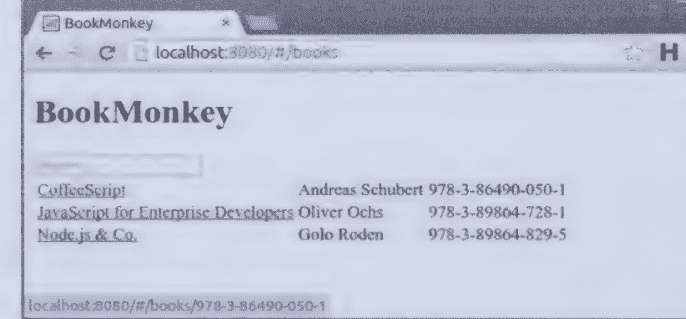 BookMonkey
localhost:8080/#/books
BookMonkey
CoffeeScript Andreas Schubert 978-3-86490-050-1
JavaScript for Enterprise Developers Oliver Ochs 978-3-89864-728-1
Node.js & Co. Golo Roden 978-3-89864-829-5
localhost:8080/#/books/978-3-86490-050-1